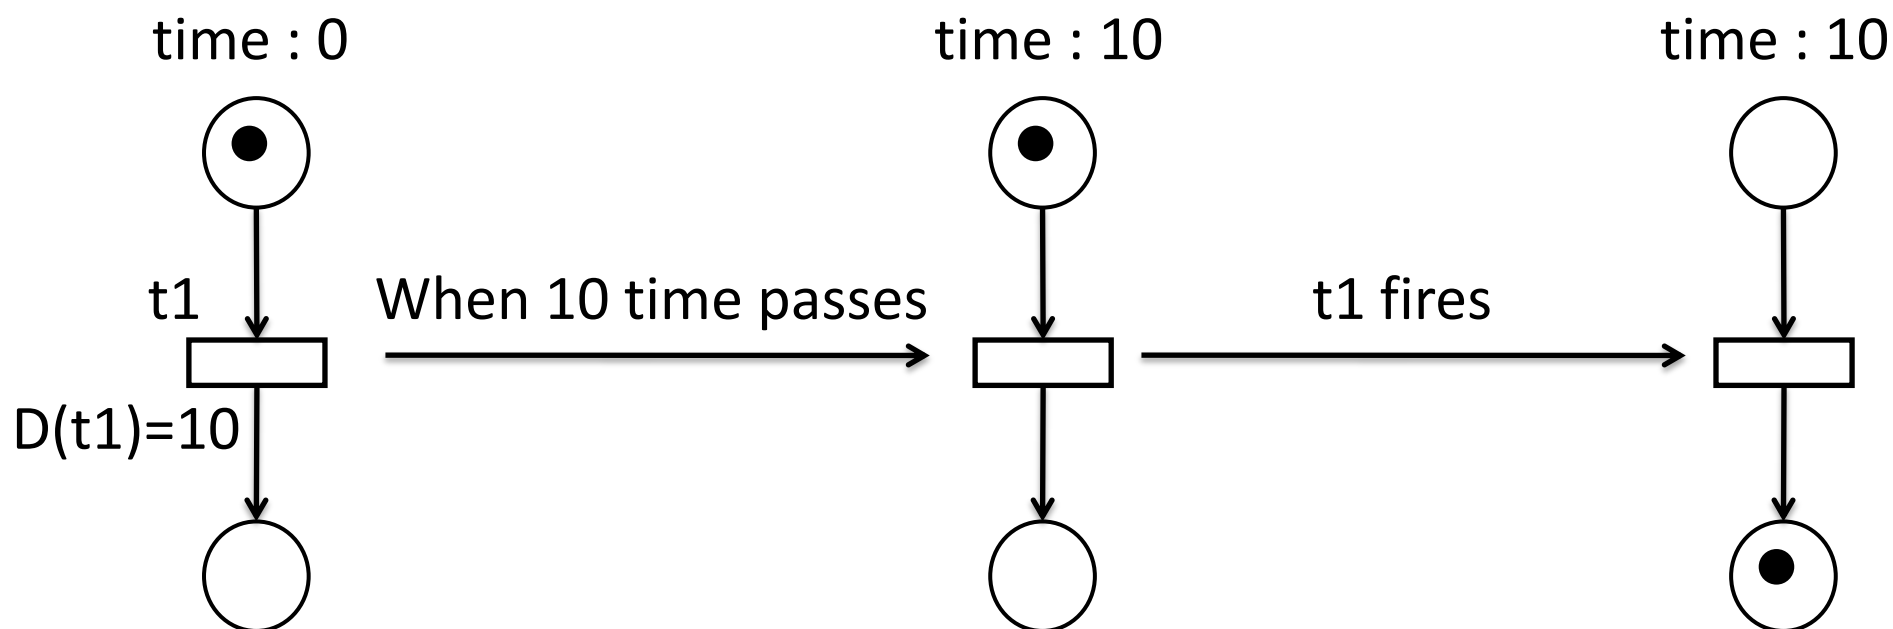 time : 0
time : 10
time : 10
t1
When 10 time passes
t1 fires
D(t1)=10